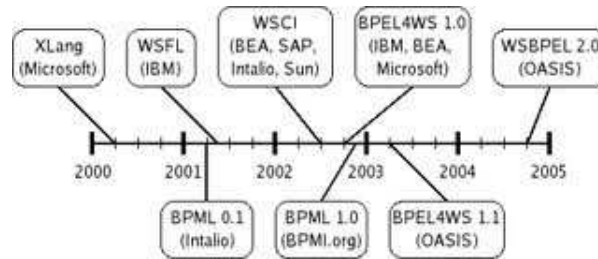 XLang
(Microsoft)
WSFL
(IBM)
WSCI
(BEA, SAP,
Intalio, Sun)
BPEL4WS 1.0
(IBM, BEA,
Microsoft)
WSBPEL 2.0
(OASIS)
2000
2001
2002
2003
2004
2005
BPML 0.1
(Intalio)
BPML 1.0
(BPMI.org)
BPEL4WS 1.1
(OASIS)